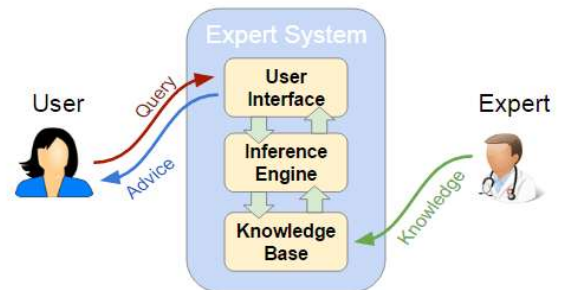 Expert System
User
Query
Advice
User
Interface
Inference
Engine
Knowledge
Base
Expert
Knowledge